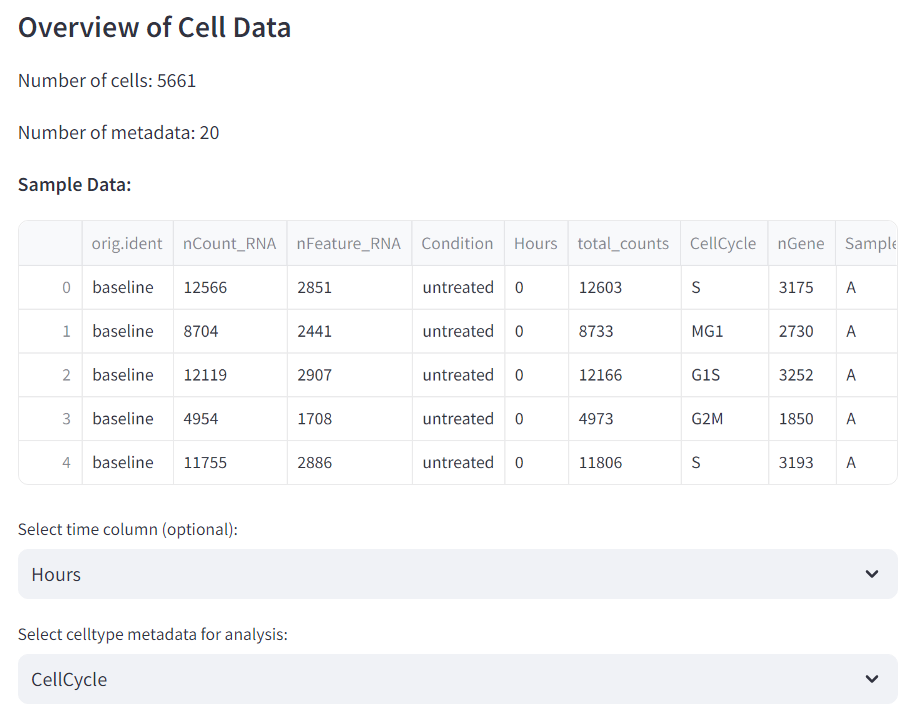 Overview of Cell Data
Number of cells: 5661
Number of metadata: 20
Sample Data:
orig.ident nCount_RNA nFeature_RNA Condition Hours total_counts CellCycle nGene Sample
0 baseline 12566 2851 untreated 0 12603 S 3175 A
1 baseline 8704 2441 untreated 0 8733 MG1 2730 A
2 baseline 12119 2907 untreated 0 12166 G1S 3252 A
3 baseline 4954 1708 untreated 0 4973 G2M 1850 A
4 baseline 11755 2886 untreated 0 11806 S 3193 A
Select time column (optional):
Hours
Select celltype metadata for analysis:
CellCycle